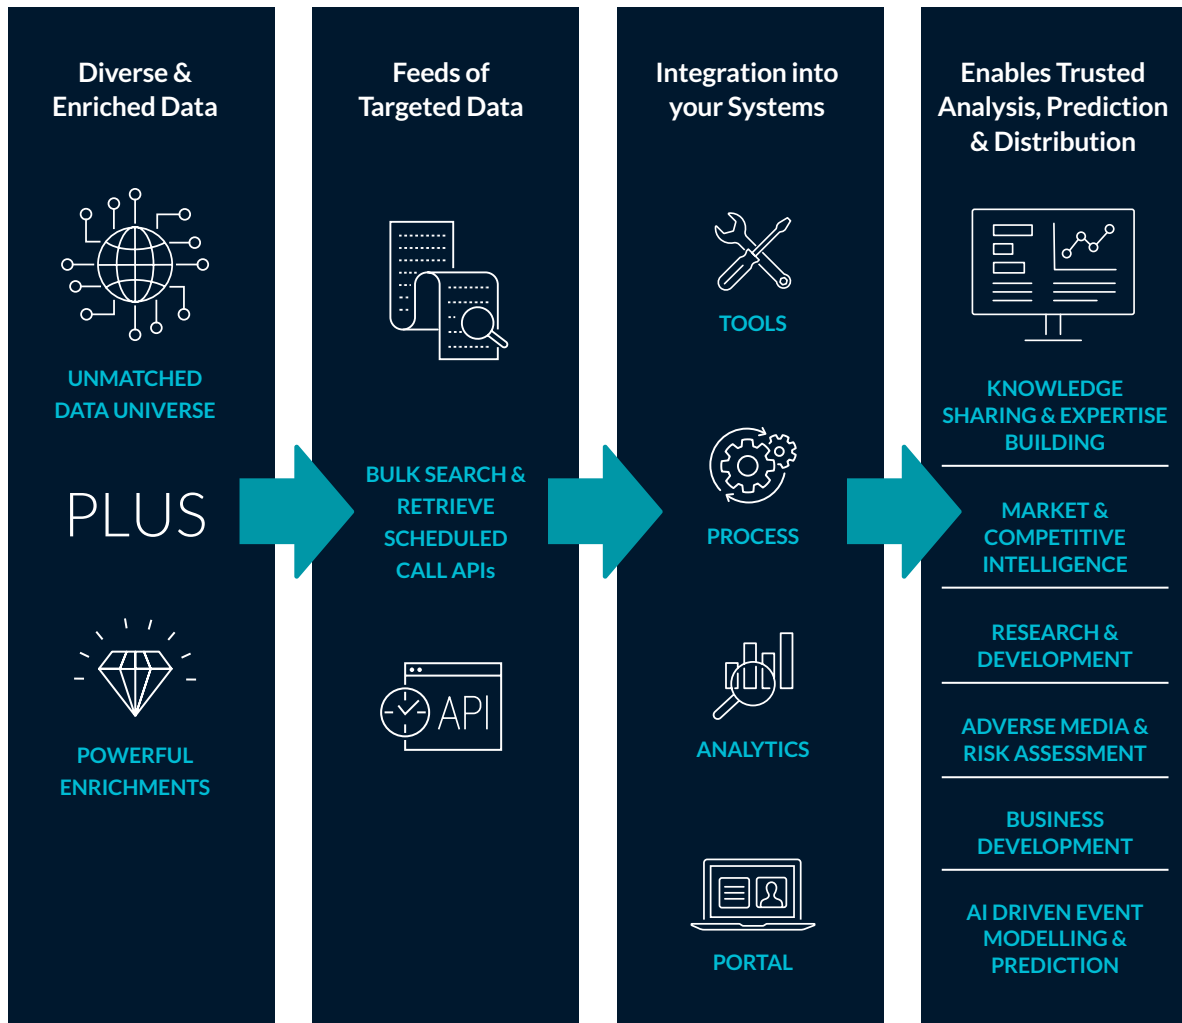 Diverse &
Enriched Data
UNMATCHED
DATA UNIVERSE
PLUS
POWERFUL
ENRICHMENTS
Feeds of
Targeted Data
BULK SEARCH &
RETRIEVE
SCHEDULED
CALL APIs
API
Integration into
your Systems
TOOLS
PROCESS
ANALYTICS
PORTAL
Enables Trusted
Analysis, Prediction
& Distribution
KNOWLEDGE
SHARING & EXPERTISE
BUILDING
MARKET &
COMPETITIVE
INTELLIGENCE
RESEARCH &
DEVELOPMENT
ADVERSE MEDIA &
RISK ASSESSMENT
BUSINESS
DEVELOPMENT
AI DRIVEN EVENT
MODELLING &
PREDICTION